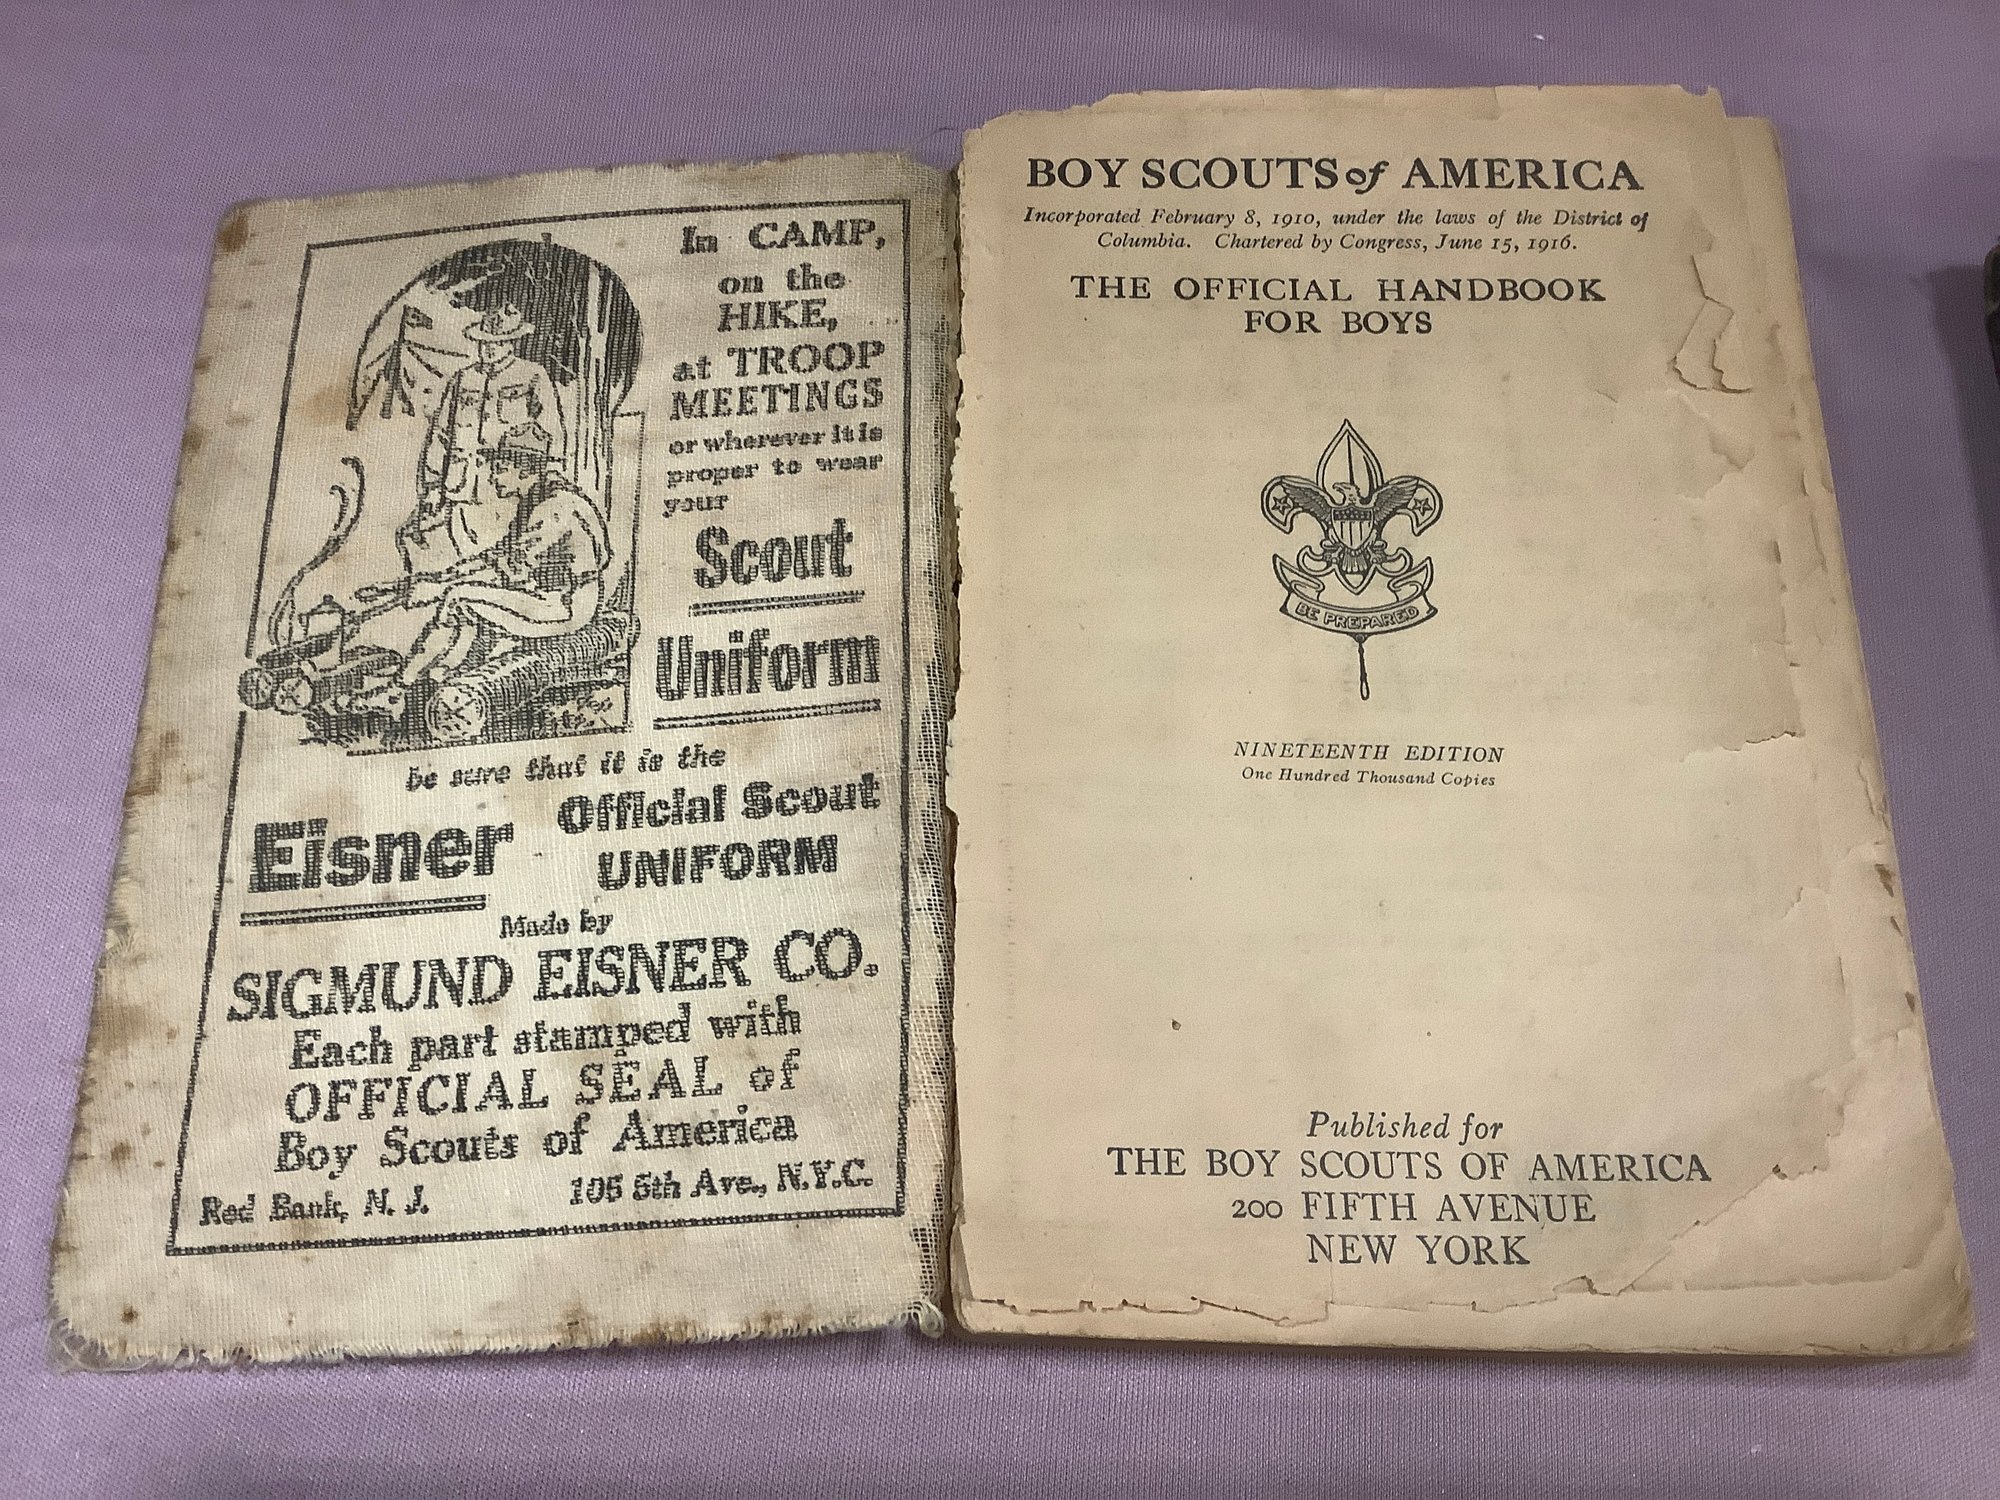 In CAMP,
on the
HIKE,
at TROOP
MEETINGS
or wherever it is
proper to wear
your
Scout
Uniform
be sure that it is the
Eisner Official Scout
UNIFORM
Made by
SIGMUND EISNER CO.
Each part stamped with
OFFICIAL SEAL of
Boy Scouts of America
Red Bank, N. J. 105 5th Ave., N.Y.C.
BOY SCOUTS of AMERICA
Incorporated February 8, 1910, under the laws of the District of
Columbia. Chartered by Congress, June 15, 1916.
THE OFFICIAL HANDBOOK
FOR BOYS
BE PREPARED
NINETEENTH EDITION
One Hundred Thousand Copies
Published for
THE BOY SCOUTS OF AMERICA
200 FIFTH AVENUE
NEW YORK